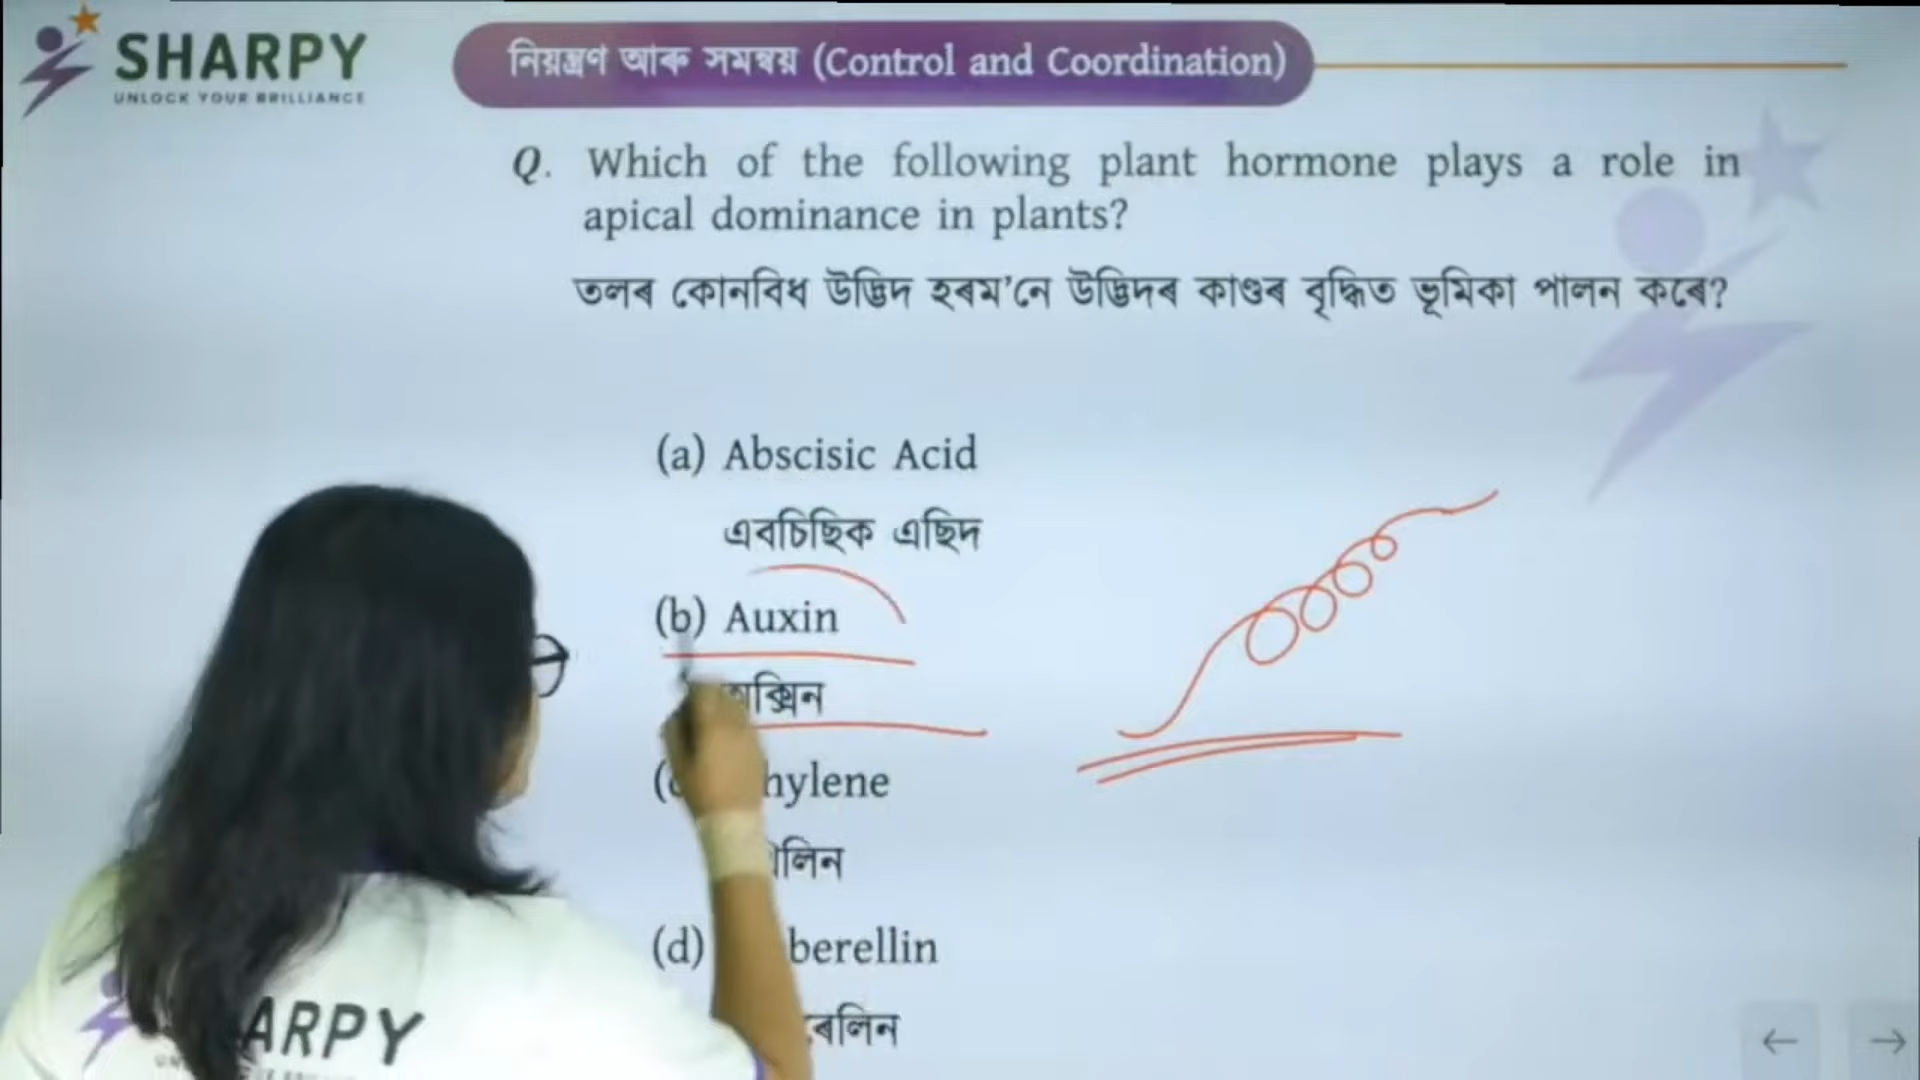 SHARPY
UNLOCK YOUR BRILLIANCE
নিয়ন্ত্ৰণ আৰু সমন্বয় (Control and Coordination)
Q. Which of the following plant hormone plays a role in
apical dominance in plants?
তলৰ কোনবিধ উদ্ভিদ হৰম'নে উদ্ভিদৰ কাণ্ডৰ বৃদ্ধিত ভূমিকা পালন কৰে?
(a) Abscisic Acid
এবচিছিক এছিদ
(b) Auxin
(d)
ARPY